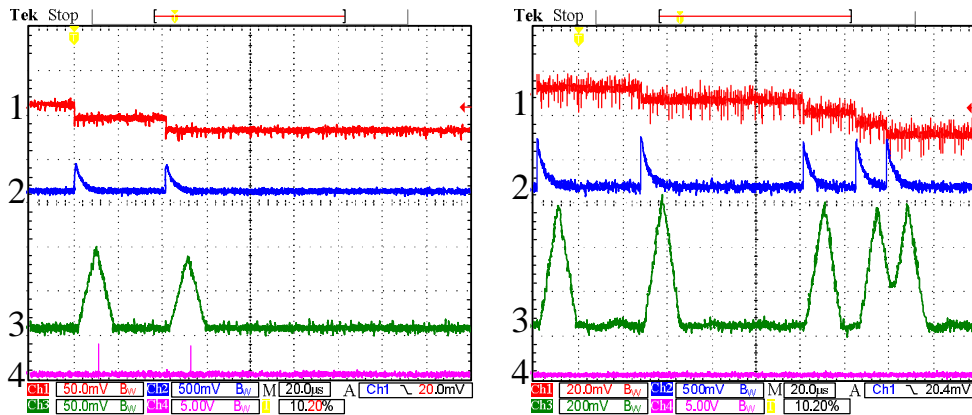 Tek Stop
1
2
3
4
Ch1 50.0mV BW Ch2 500mV BW M 20.0µs A Ch1 20.0mV
Ch3 50.0mV BW Ch4 5.00V BW 10.20%
Tek Stop
1
2
3
4
Ch1 20.0mV BW Ch2 500mV BW M 20.0µs A Ch1 20.4mV
Ch3 200mV BW Ch4 5.00V BW 10.20%